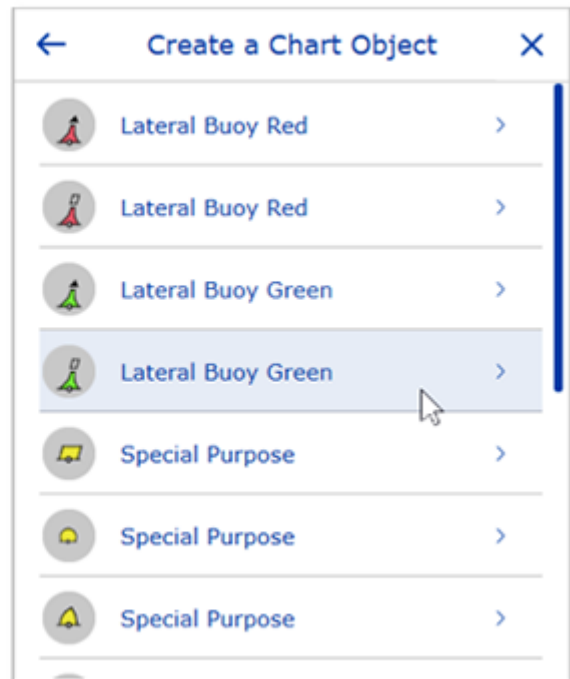 Create a Chart Object
Lateral Buoy Red
Lateral Buoy Red
Lateral Buoy Green
Lateral Buoy Green
Special Purpose
Special Purpose
Special Purpose